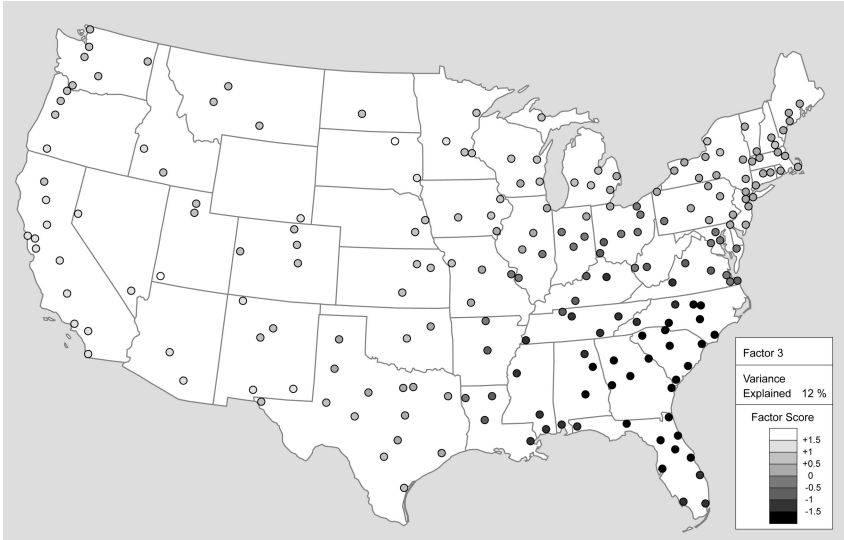 Factor 3
Variance
Explained 12 %
Factor Score
+1.5
+1
+0.5
0
-0.5
-1
-1.5